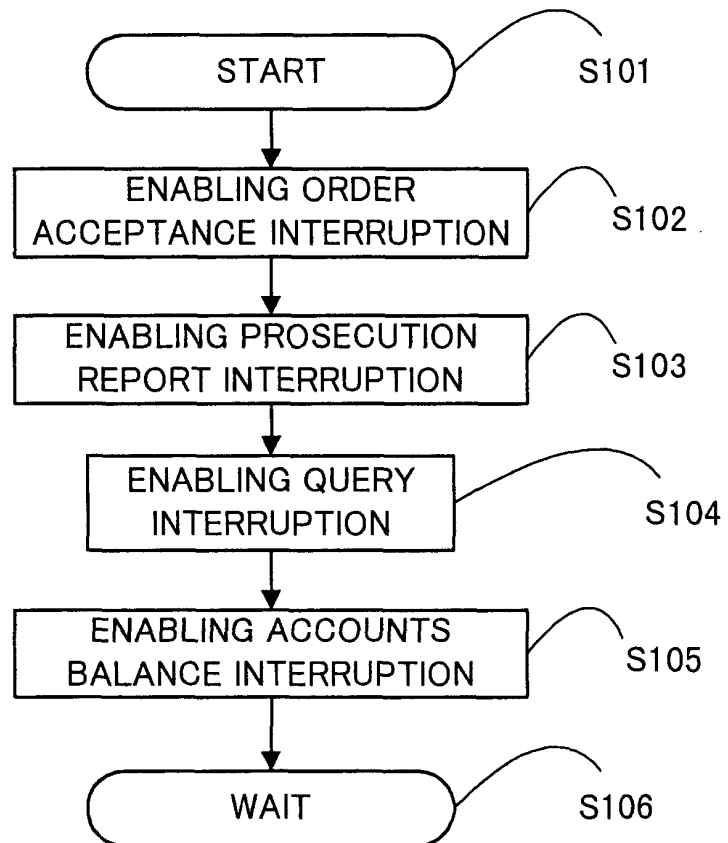 START
S101
ENABLING ORDER
ACCEPTANCE INTERRUPTION
S102
ENABLING PROSECUTION
REPORT INTERRUPTION
S103
ENABLING QUERY
INTERRUPTION
S104
ENABLING ACCOUNTS
BALANCE INTERRUPTION
S105
WAIT
S106